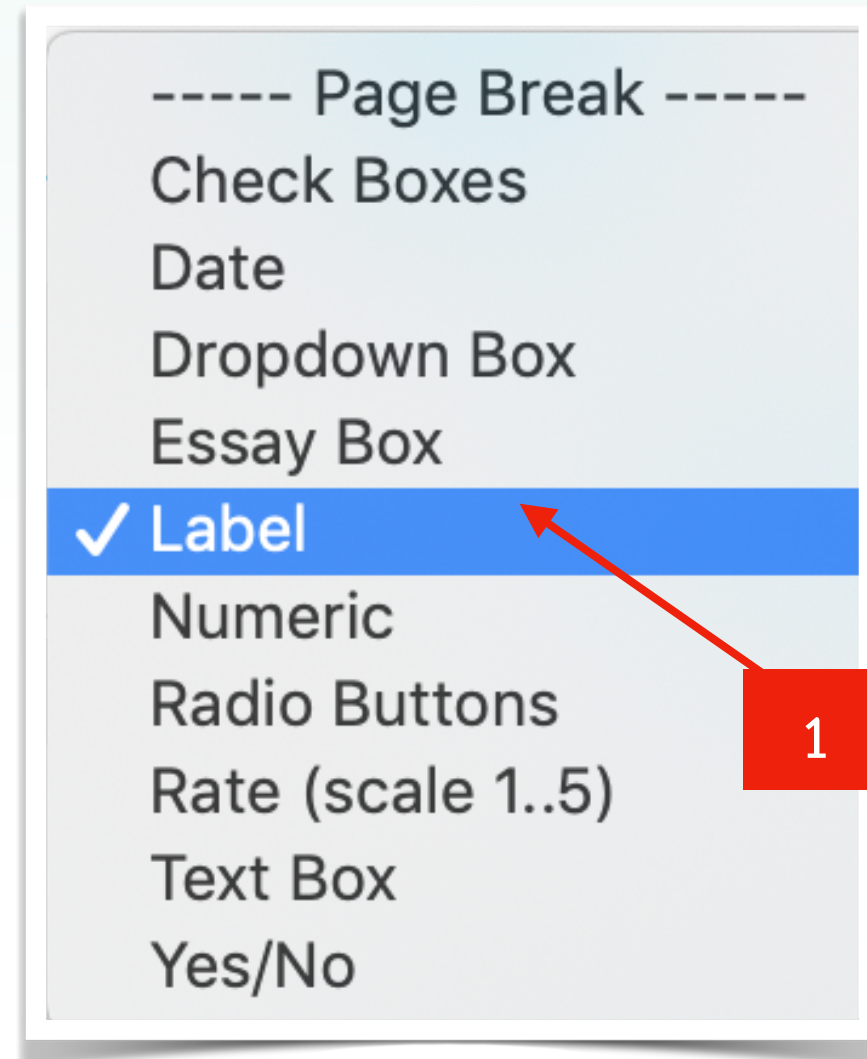 ----- Page Break -----
Check Boxes
Date
Dropdown Box
Essay Box
✓ Label
Numeric
Radio Buttons
1
Rate (scale 1..5)
Text Box
Yes/No